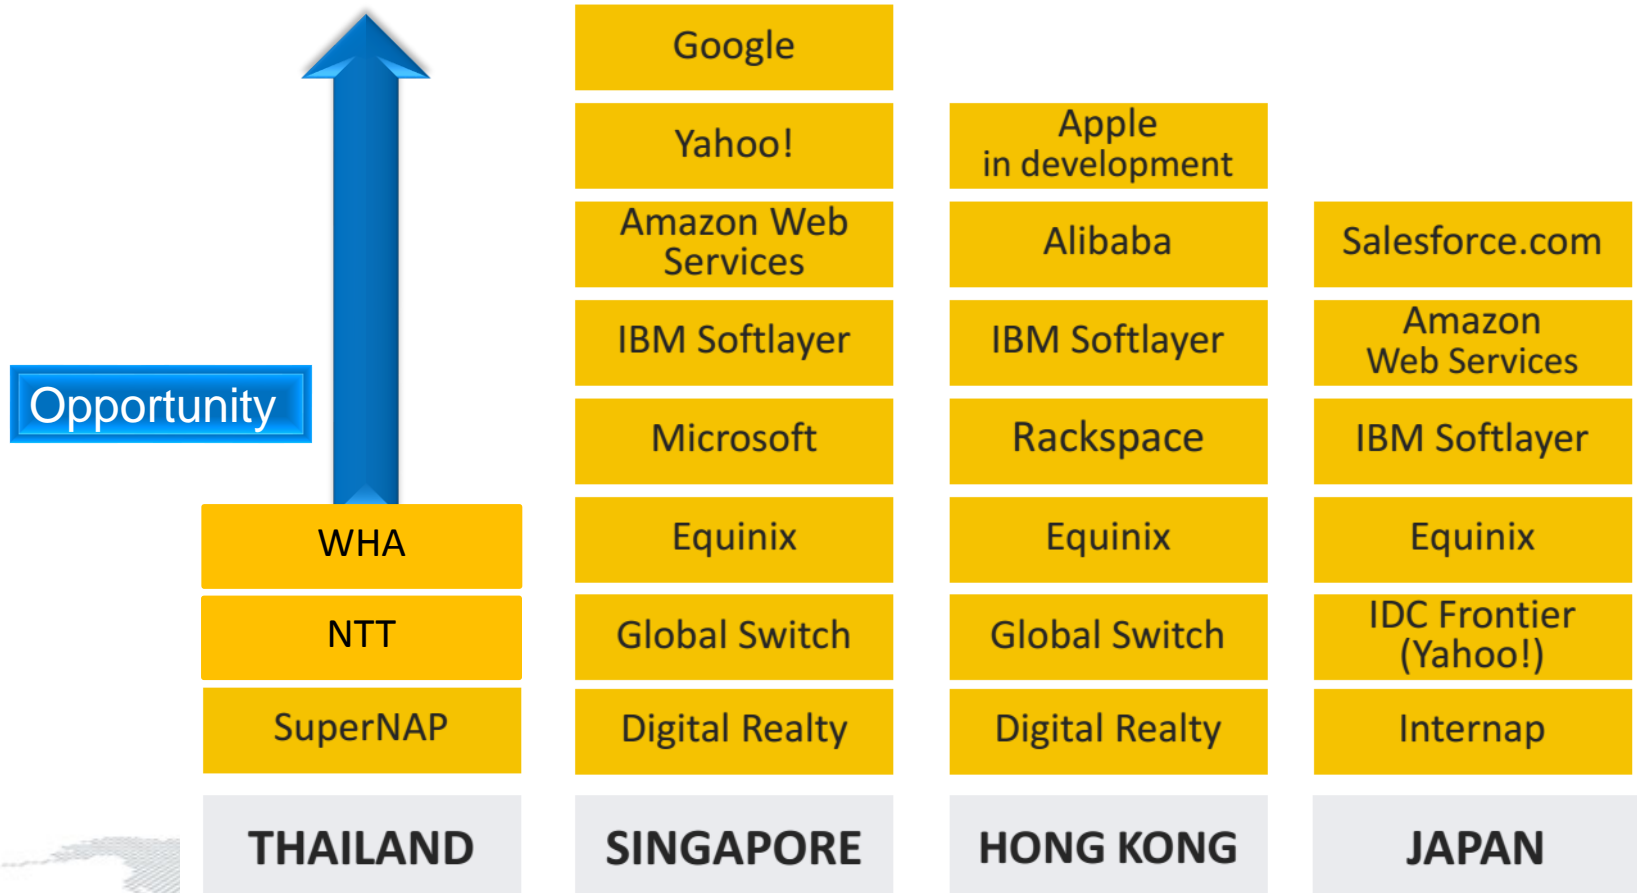 Opportunity
WHA
NTT
SuperNAP
THAILAND
Google
Yahoo!
Amazon Web
Services
IBM Softlayer
Microsoft
Equinix
Global Switch
Digital Realty
SINGAPORE
Apple
in development
Alibaba
IBM Softlayer
Rackspace
Equinix
Global Switch
Digital Realty
HONG KONG
Salesforce.com
Amazon
Web Services
IBM Softlayer
Equinix
IDC Frontier
(Yahoo!)
Internap
JAPAN